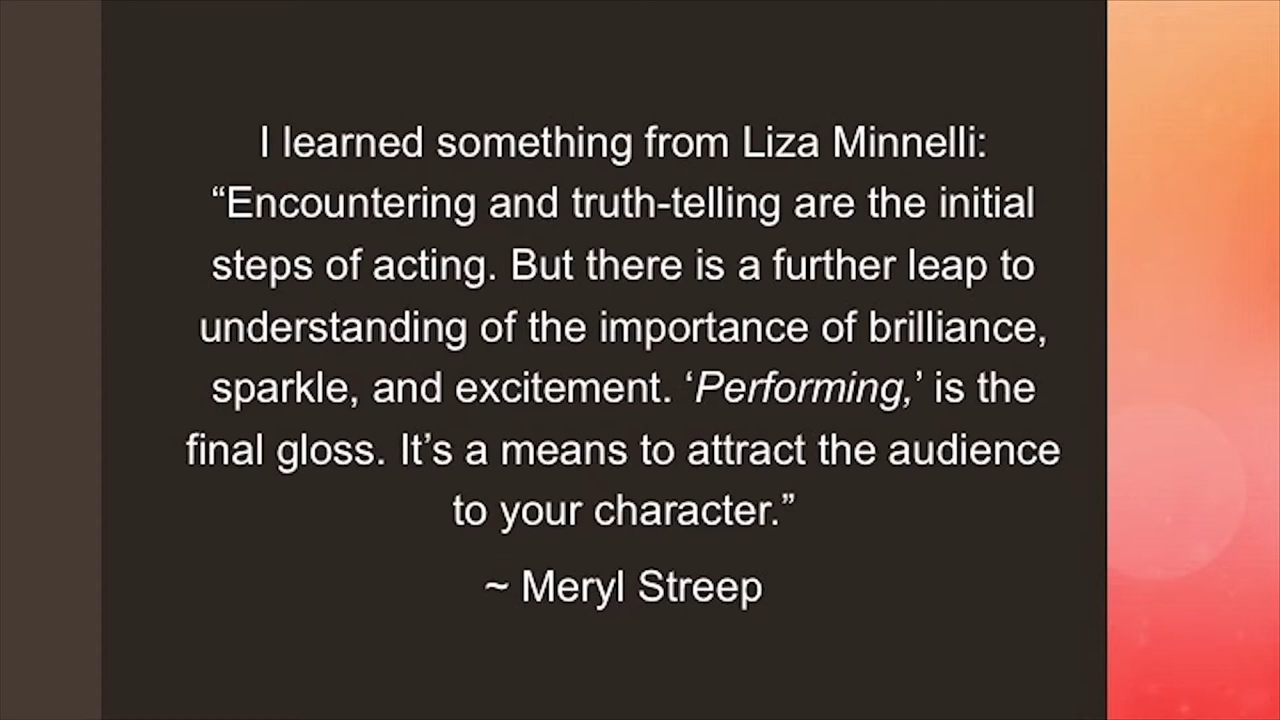 I learned something from Liza Minnelli:
“Encountering and truth-telling are the initial
steps of acting. But there is a further leap to
understanding of the importance of brilliance,
sparkle, and excitement. ‘Performing,’ is the
final gloss. It’s a means to attract the audience
to your character.”
~ Meryl Streep